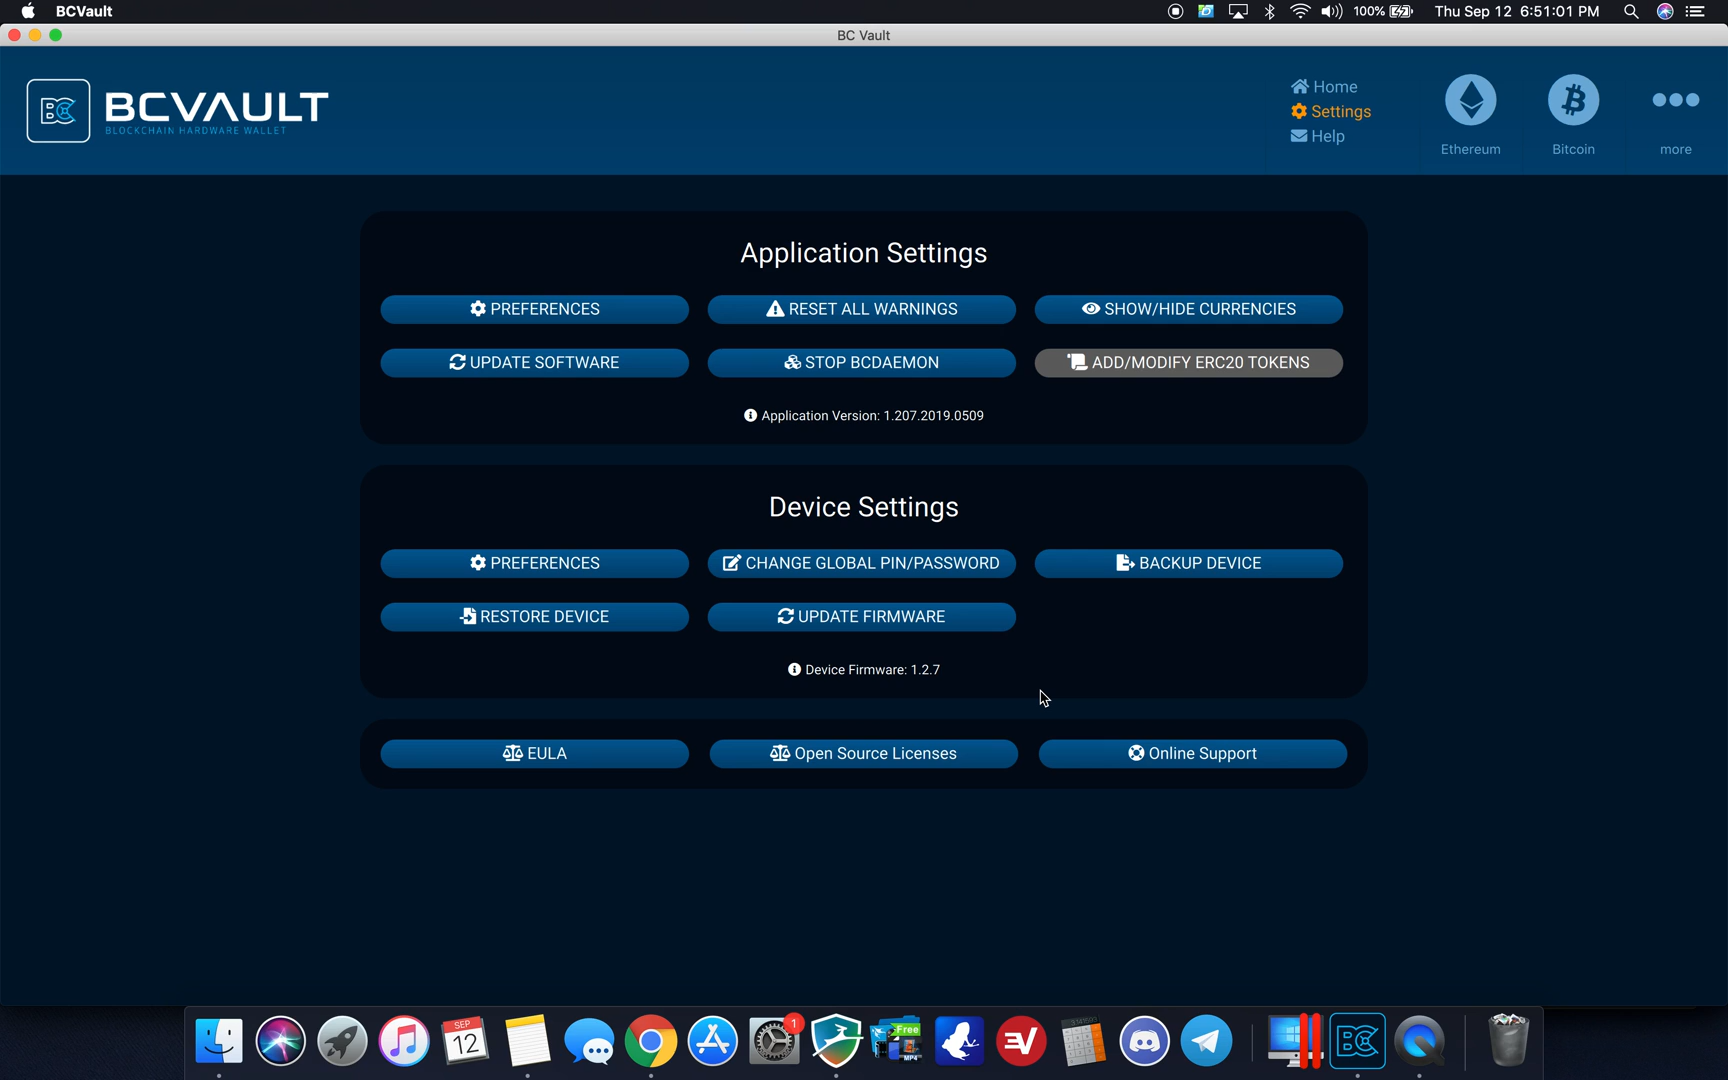 BCVault
100%
Thu Sep 12 6:51:01 PM
BC Vault
BC
BCVAULT
BLOCKCHAIN HARDWARE WALLET
Home
Settings
Help
Ethereum
Bitcoin
more
Application Settings
PREFERENCES
RESET ALL WARNINGS
SHOW/HIDE CURRENCIES
UPDATE SOFTWARE
STOP BCDAEMON
ADD/MODIFY ERC20 TOKENS
Application Version: 1.207.2019.0509
Device Settings
PREFERENCES
CHANGE GLOBAL PIN/PASSWORD
BACKUP DEVICE
RESTORE DEVICE
UPDATE FIRMWARE
Device Firmware: 1.2.7
EULA
Open Source Licenses
Online Support
SEP
12
1
Free
MP4
BC